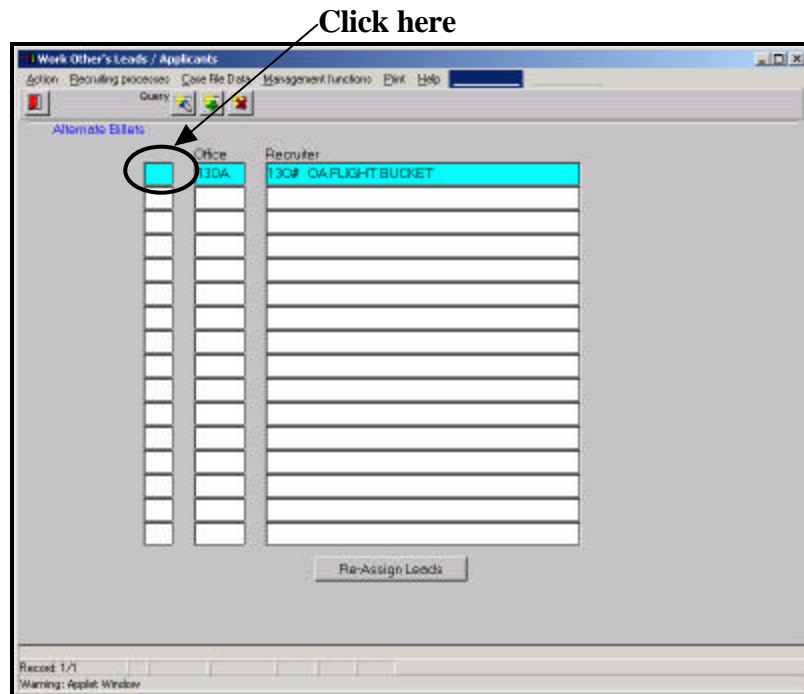 Click here
Work Other's Leads / Applicants
Action Recruiting processes Case File Data Management functions Print Help
Query
Alternate Billets
Office Recruiter
130A 130# OA FLIGHT BUCKET
Re-Assign Leads
Record: 1/1
Warning: Applet Window